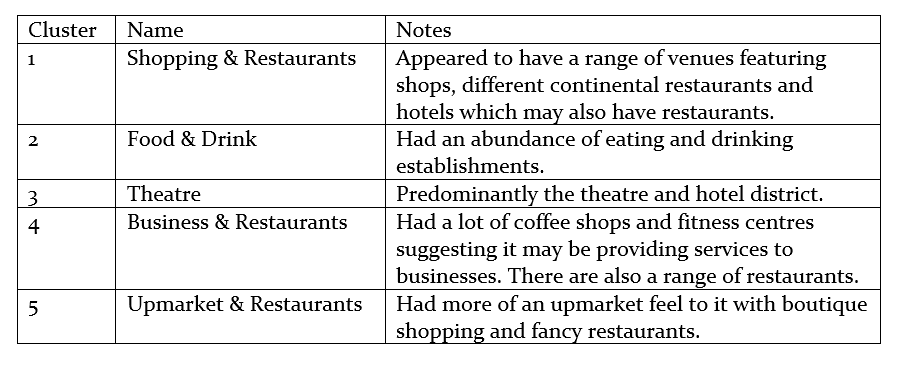 Cluster Name Notes
1 Shopping & Restaurants Appeared to have a range of venues featuring
shops, different continental restaurants and
hotels which may also have restaurants.
2 Food & Drink Had an abundance of eating and drinking
establishments.
3 Theatre Predominantly the theatre and hotel district.
4 Business & Restaurants Had a lot of coffee shops and fitness centres
suggesting it may be providing services to
businesses. There are also a range of restaurants.
5 Upmarket & Restaurants Had more of an upmarket feel to it with boutique
shopping and fancy restaurants.